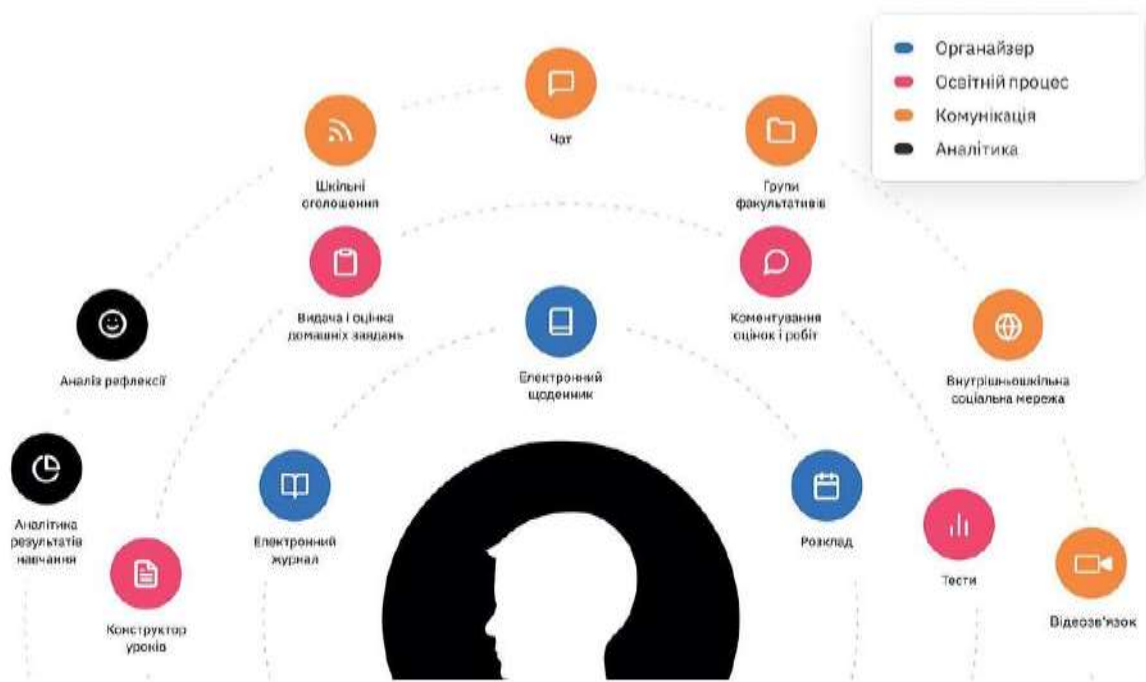 Органайзер
Освітній процес
Комунікація
Аналітика
Чат
Шкільні
оголошення
Групи
факультативів
Видача і оцінка
домашніх завдань
Коментування
оцінок і робіт
Аналіз рефлексії
Електронний
щоденник
Внутрішньошкільна
соціальна мережа
Аналітика
результатів
навчання
Електронний
журнал
Розклад
Тести
Конструктор
уроків
Відеозв'язок